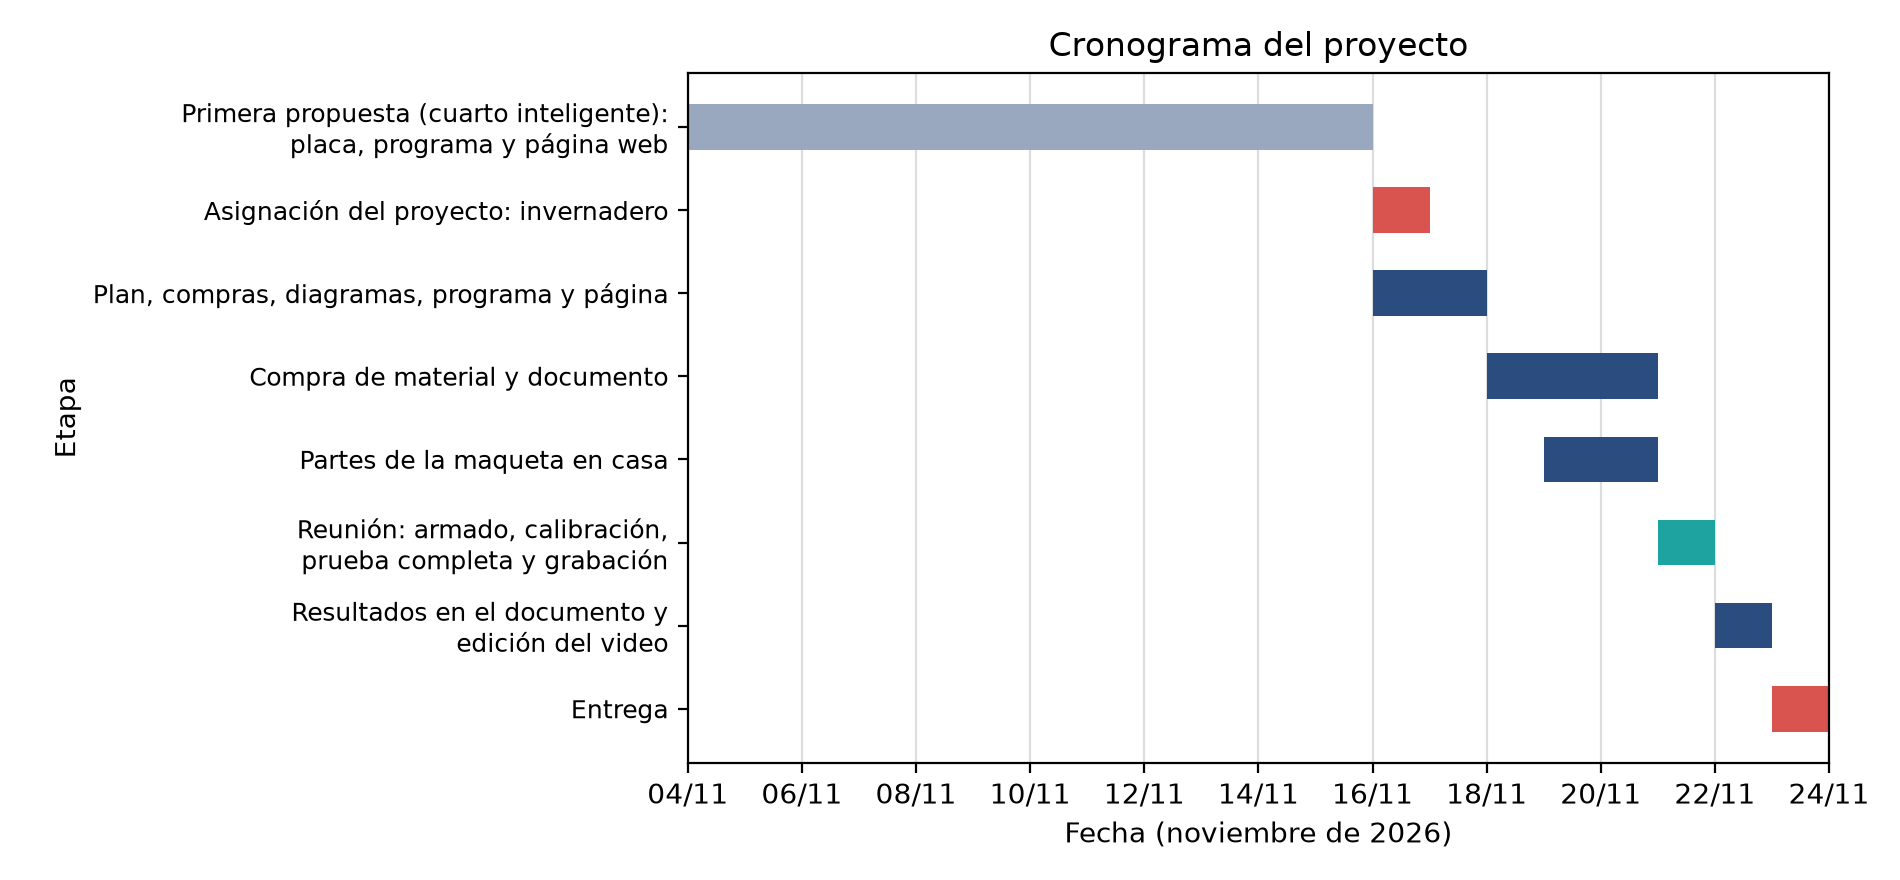 Cronograma del proyecto
Primera propuesta (cuarto inteligente):
placa, programa y página web
Asignación del proyecto: invernadero
Plan, compras, diagramas, programa y página
Compra de material y documento
Partes de la maqueta en casa
Reunión: armado, calibración,
prueba completa y grabación
Resultados en el documento y
edición del video
Entrega
Etapa
04/11 06/11 08/11 10/11 12/11 14/11 16/11 18/11 20/11 22/11 24/11
Fecha (noviembre de 2026)